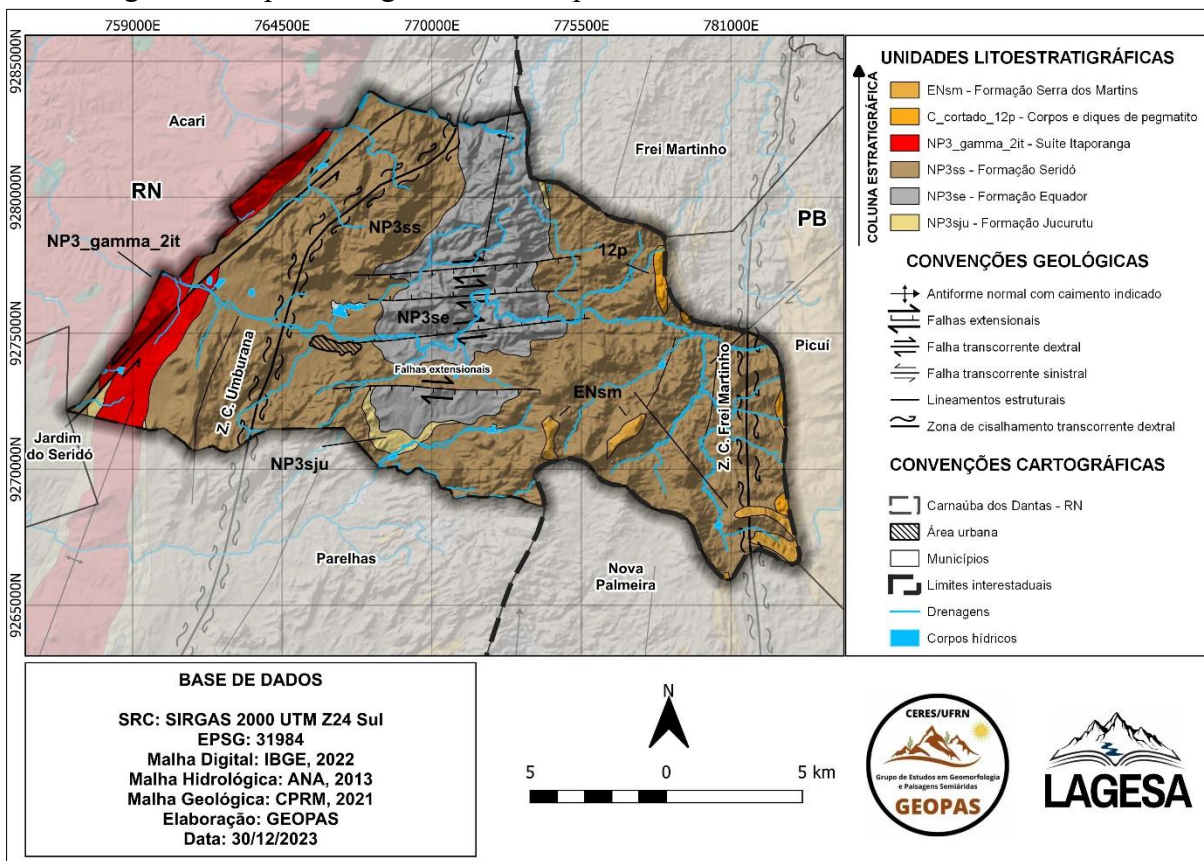 759000E
764500E
770000E
775500E
781000E
9285000N
9280000N
9275000N
9270000N
9265000N
Acari
RN
NP3_gamma_2it
NP3ss
Frei Martinho
PB
12p
NP3se
Picuí
Falhas extensionais
Z. C. Umburana
ENsm
Z. C. Frei Martinho
Jardim
do Seridó
NP3sju
Parelhas
Nova
Palmeira
UNIDADES LITOESTRATIGRÁFICAS
COLUNA ESTRATIGRÁFICA
ENsm - Formação Serra dos Martins
C_cortado_12p - Corpos e diques de pegmatito
NP3_gamma_2it - Suíte Itaporanga
NP3ss - Formação Seridó
NP3se - Formação Equador
NP3sju - Formação Jucurutu
CONVENÇÕES GEOLÓGICAS
Antiforme normal com caimento indicado
Falhas extensionais
Falha transcorrente dextral
Falha transcorrente sinistral
Lineamentos estruturais
Zona de cisalhamento transcorrente dextral
CONVENÇÕES CARTOGRÁFICAS
Carnaúba dos Dantas - RN
Área urbana
Municípios
Limites interestaduais
Drenagens
Corpos hídricos
BASE DE DADOS
SRC: SIRGAS 2000 UTM Z24 Sul
EPSG: 31984
Malha Digital: IBGE, 2022
Malha Hidrológica: ANA, 2013
Malha Geológica: CPRM, 2021
Elaboração: GEOPAS
Data: 30/12/2023
N
5 0 5 km
CERES/UFRN
Grupo de Estudos em Geomorfologia
e Paisagens Semiáridas
GEOPAS
LAGESA